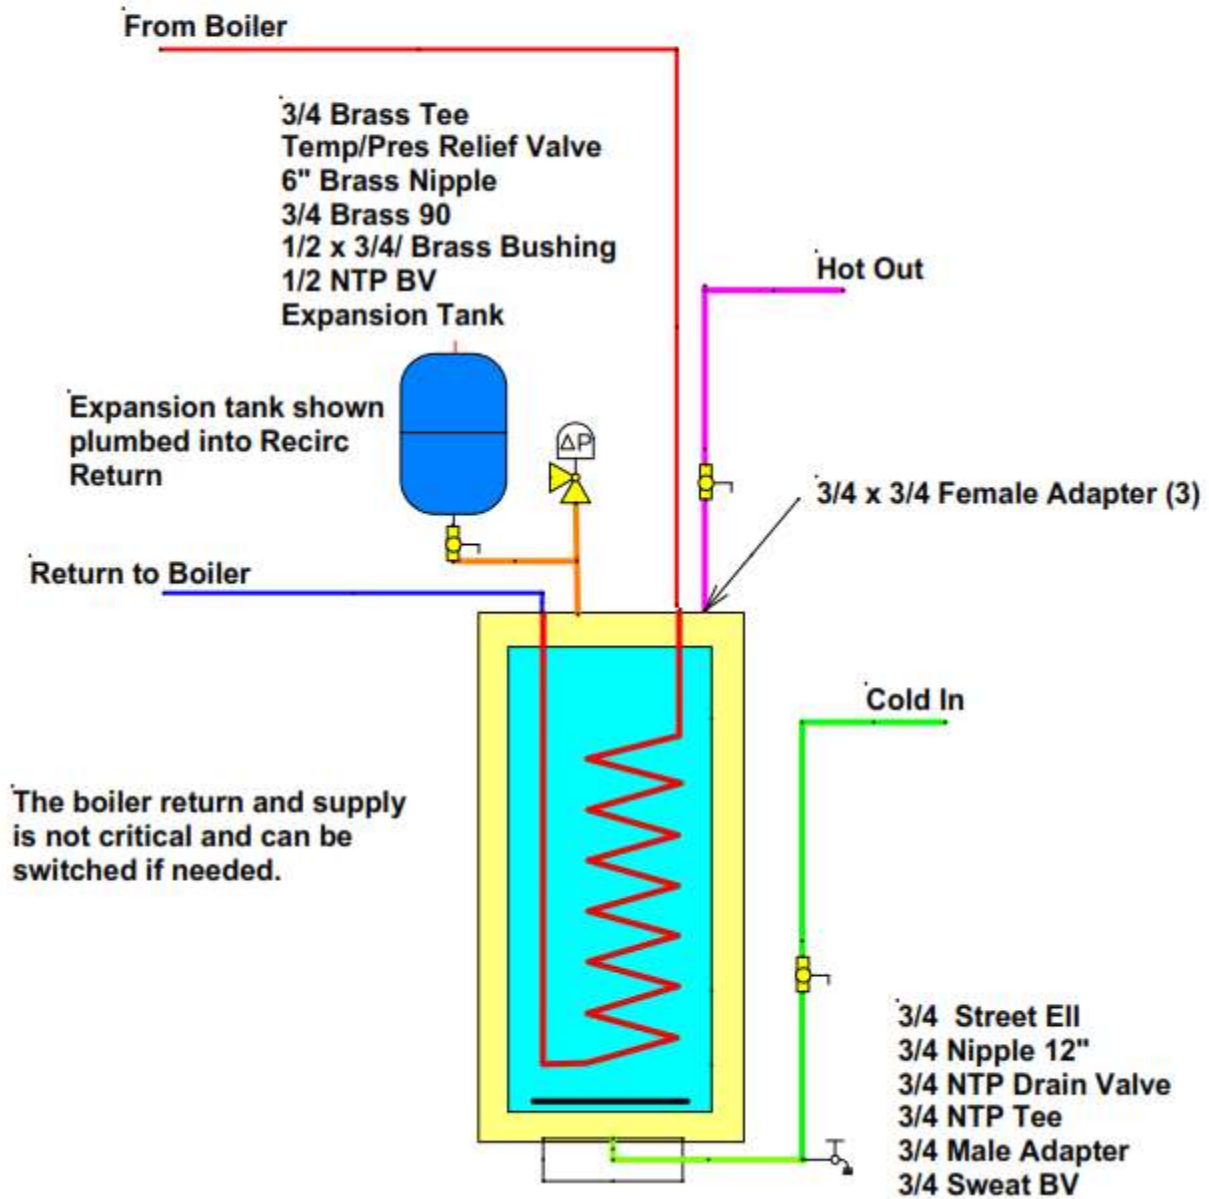 From Boiler
3/4 Brass Tee
Temp/Pres Relief Valve
6" Brass Nipple
3/4 Brass 90
1/2 x 3/4/ Brass Bushing
1/2 NTP BV
Expansion Tank
Hot Out
Expansion tank shown
plumbed into Recirc
Return
ΔP
3/4 x 3/4 Female Adapter (3)
Return to Boiler
Cold In
The boiler return and supply
is not critical and can be
switched if needed.
3/4 Street Ell
3/4 Nipple 12"
3/4 NTP Drain Valve
3/4 NTP Tee
3/4 Male Adapter
3/4 Sweat BV